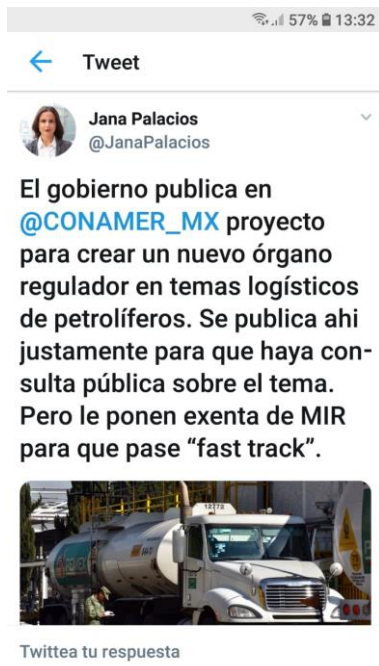 57% 13:32
Tweet
Jana Palacios
@JanaPalacios
El gobierno publica en
@CONAMER_MX proyecto
para crear un nuevo órgano
regulador en temas logísticos
de petrolíferos. Se publica ahi
justamente para que haya con-
sulta pública sobre el tema.
Pero le ponen exenta de MIR
para que pase “fast track”.
12772
Twittea tu respuesta